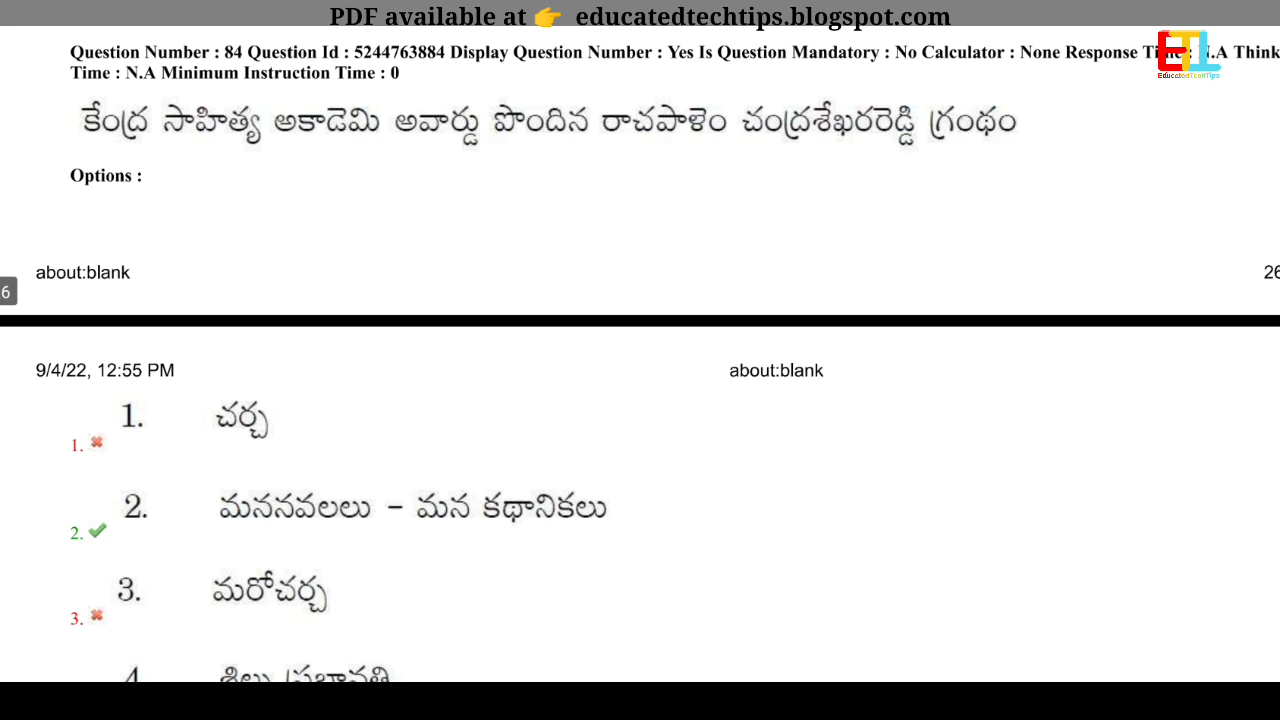 PDF available at 👉 educatedtechtips.blogspot.com
Question Number : 84 Question Id : 5244763884 Display Question Number : Yes Is Question Mandatory : No Calculator : None Response N.A Think
ETL
EducatedTechTips
Time : N.A Minimum Instruction Time : 0
కేంద్ర సాహిత్య అకాడెమి అవార్డు పొందిన రాచపాళెం చంద్రశేఖరరెడ్డి గ్రంథం
Options :
about:blank 26
6
9/4/22, 12:55 PM about:blank
1. చర్చ
1.
2. మననవలలు - మన కథానికలు
2.
3. మరోచర్చ
3.
4